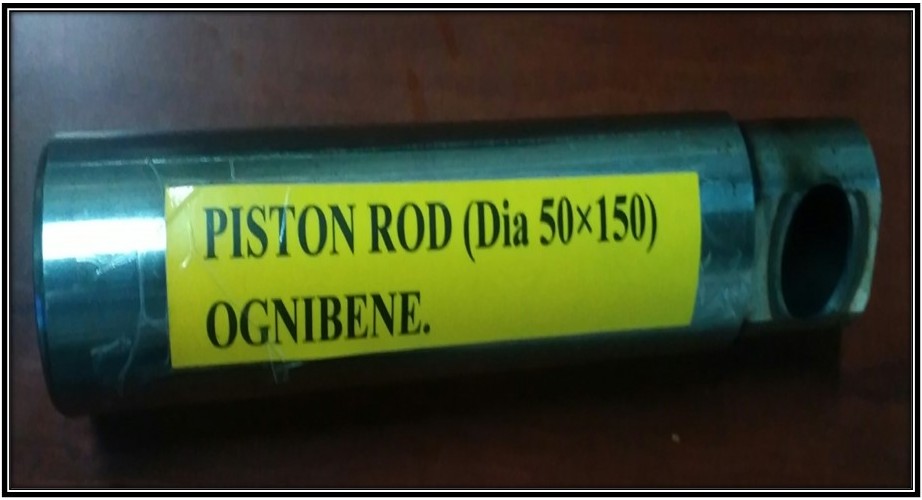 PISTON ROD (Dia 50×150)
OGNIBENE.